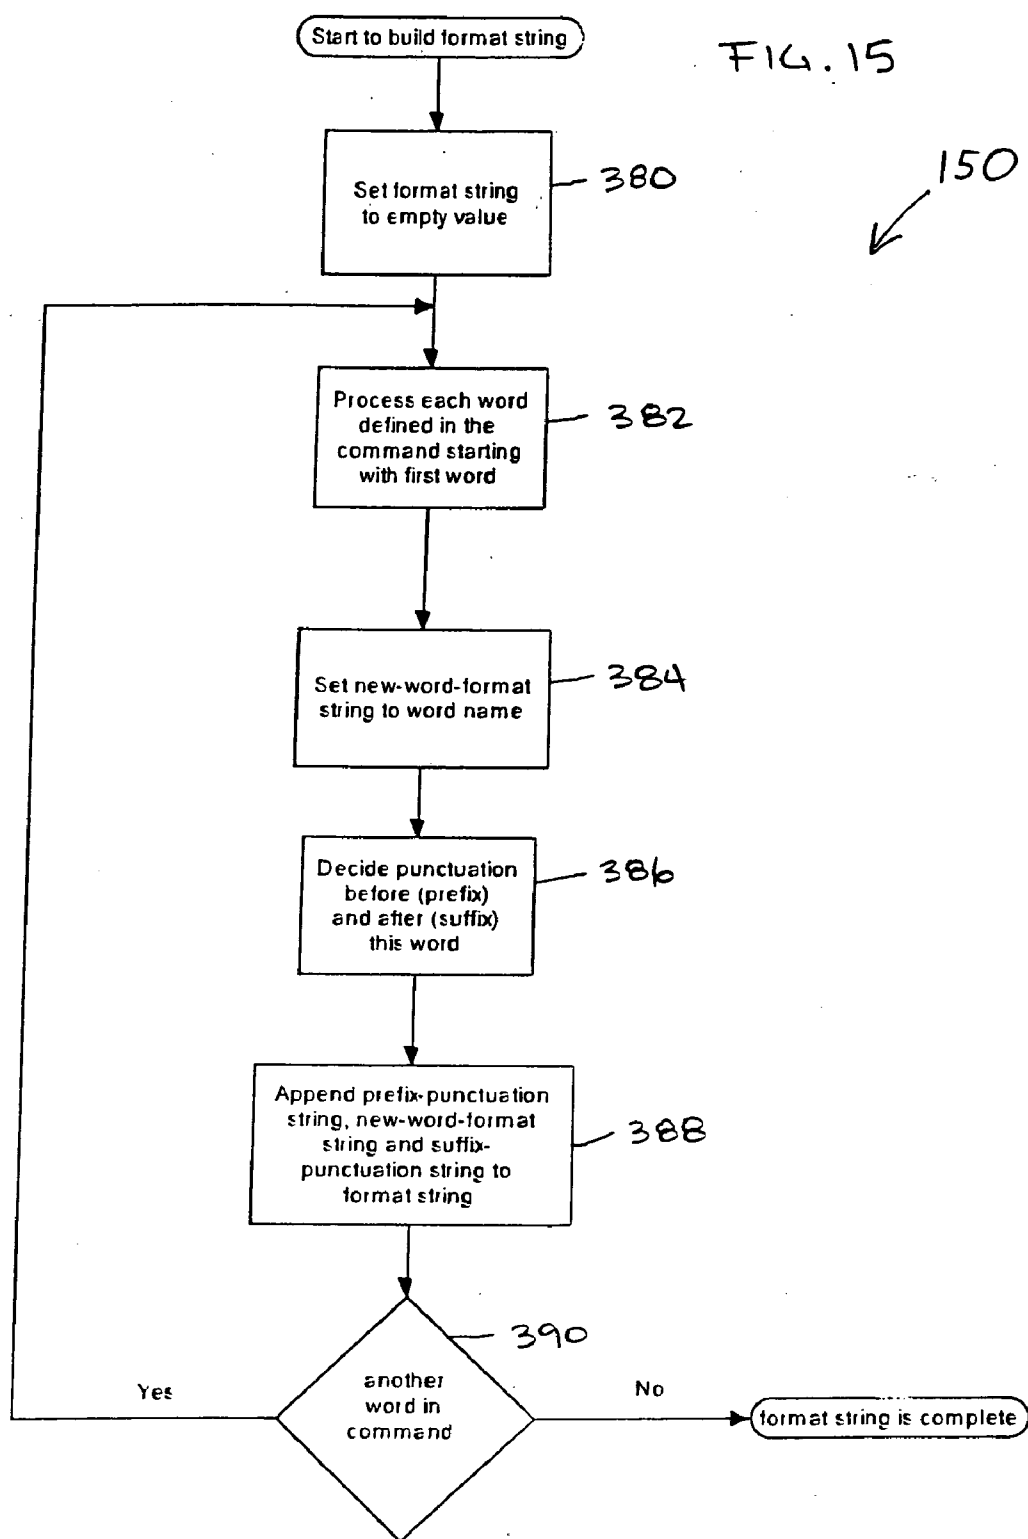 Start to build format string
FIG. 15
150
Set format string
to empty value
380
Process each word
defined in the
command starting
with first word
382
Set new-word-format
string to word name
384
Decide punctuation
before (prefix)
and after (suffix)
this word
386
Append prefix-punctuation
string, new-word-format
string and suffix-
punctuation string to
format string
388
390
another
word in
command
Yes
No
format string is complete